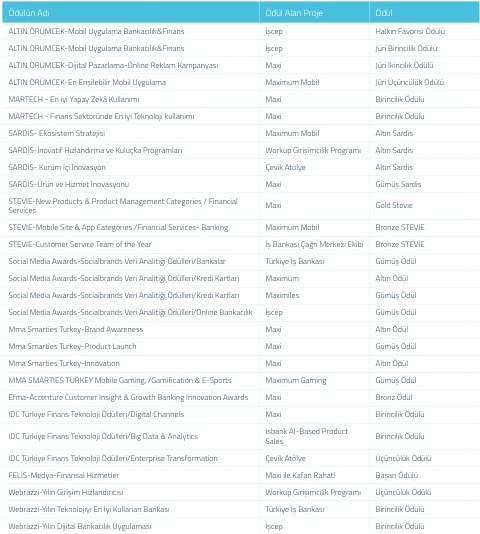 Ödülün Adı Ödül Alan Proje Ödül
ALTIN ÖRÜMCEK-Mobil Uygulama Bankacılık&Finans İşcep Halkın Favorisi Ödülü
ALTIN ÖRÜMCEK-Mobil Uygulama Bankacılık&Finans İşcep Jüri Birincilik Ödülü
ALTIN ÖRÜMCEK-Dijital Pazarlama-Online Reklam Kampanyası Maxi Jüri İkincilik Ödülü
ALTIN ÖRÜMCEK-En Erişilebilir Mobil Uygulama Maximum Mobil Jüri Üçüncülük Ödülü
MARTECH - En iyi Yapay Zekâ Kullanımı Maxi Birincilik Ödülü
MARTECH - Finans Sektöründe En iyi Teknoloji kullanımı Maxi Birincilik Ödülü
SARDİS- Ekosistem Stratejisi Maximum Mobil Altın Sardis
SARDİS-İnovatif Hızlandırma ve Kuluçka Programları Workup Girişimcilik Programı Altın Sardis
SARDİS- Kurum İçi İnovasyon Çevik Atölye Altın Sardis
SARDİS-Ürün ve Hizmet İnovasyonu Maxi Gümüş Sardis
STEVIE-New Products & Product Management Categories / Financial
Services Maxi Gold Stevie
STEVIE-Mobile Site & App Categories /Financial Services- Banking Maximum Mobil Bronze STEVIE
STEVIE-Customer Service Team of the Year İş Bankası Çağrı Merkezi Ekibi Bronze STEVIE
Social Media Awards-Socialbrands Veri Analitiği Ödülleri/Bankalar Türkiye İş Bankası Gümüş Ödül
Social Media Awards-Socialbrands Veri Analitiği Ödülleri/Kredi Kartları Maximum Altın Ödül
Social Media Awards-Socialbrands Veri Analitiği Ödülleri/Kredi Kartları Maximiles Gümüş Ödül
Social Media Awards-Socialbrands Veri Analitiği Ödülleri/Online Bankacılık İşcep Gümüş Ödül
Mma Smarties Turkey-Brand Awareness Maxi Altın Ödül
Mma Smarties Turkey-Product Launch Maxi Gümüş Ödül
Mma Smarties Turkey-Innovation Maxi Altın Ödül
MMA SMARTIES TURKEY Mobile Gaming, /Gamification & E-Sports Maximum Gaming Gümüş Ödül
Efma-Accenture Customer Insight & Growth Banking Innovation Awards Maxi Bronz Ödül
IDC Türkiye Finans Teknoloji Ödülleri/Digital Channels Maxi Birincilik Ödülü
IDC Türkiye Finans Teknoloji Ödülleri/Big Data & Analytics Isbank AI-Based Product
Sales Birincilik Ödülü
IDC Türkiye Finans Teknoloji Ödülleri/Enterprise Transformation Çevik Atölye Üçüncülük Ödülü
FELİS-Medya-Finansal Hizmetler Maxi ile Kafan Rahat! Başarı Ödülü
Webrazzi-Yılın Girişim Hızlandırıcısı Workup Girişimcilik Programı Üçüncülük Ödülü
Webrazzi-Yılın Teknolojiyi En İyi Kullanan Bankası Türkiye İş Bankası Birincilik Ödülü
Webrazzi-Yılın Dijital Bankacılık Uygulaması İşcep Birincilik Ödülü